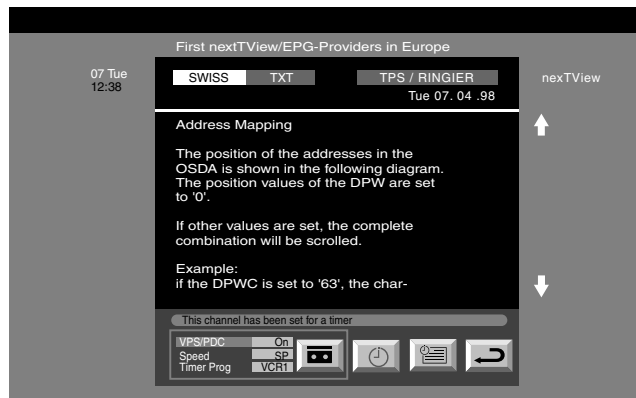 First nextTView/EPG-Providers in Europe
07 Tue
12:38
SWISS TXT TPS / RINGIER
Tue 07. 04 .98
nexTView
Address Mapping
The position of the addresses in the
OSDA is shown in the following diagram.
The position values of the DPW are set
to '0'.
If other values are set, the complete
combination will be scrolled.
Example:
if the DPWC is set to '63', the char-
This channel has been set for a timer
VPS/PDC On
Speed SP
Timer Prog VCR1